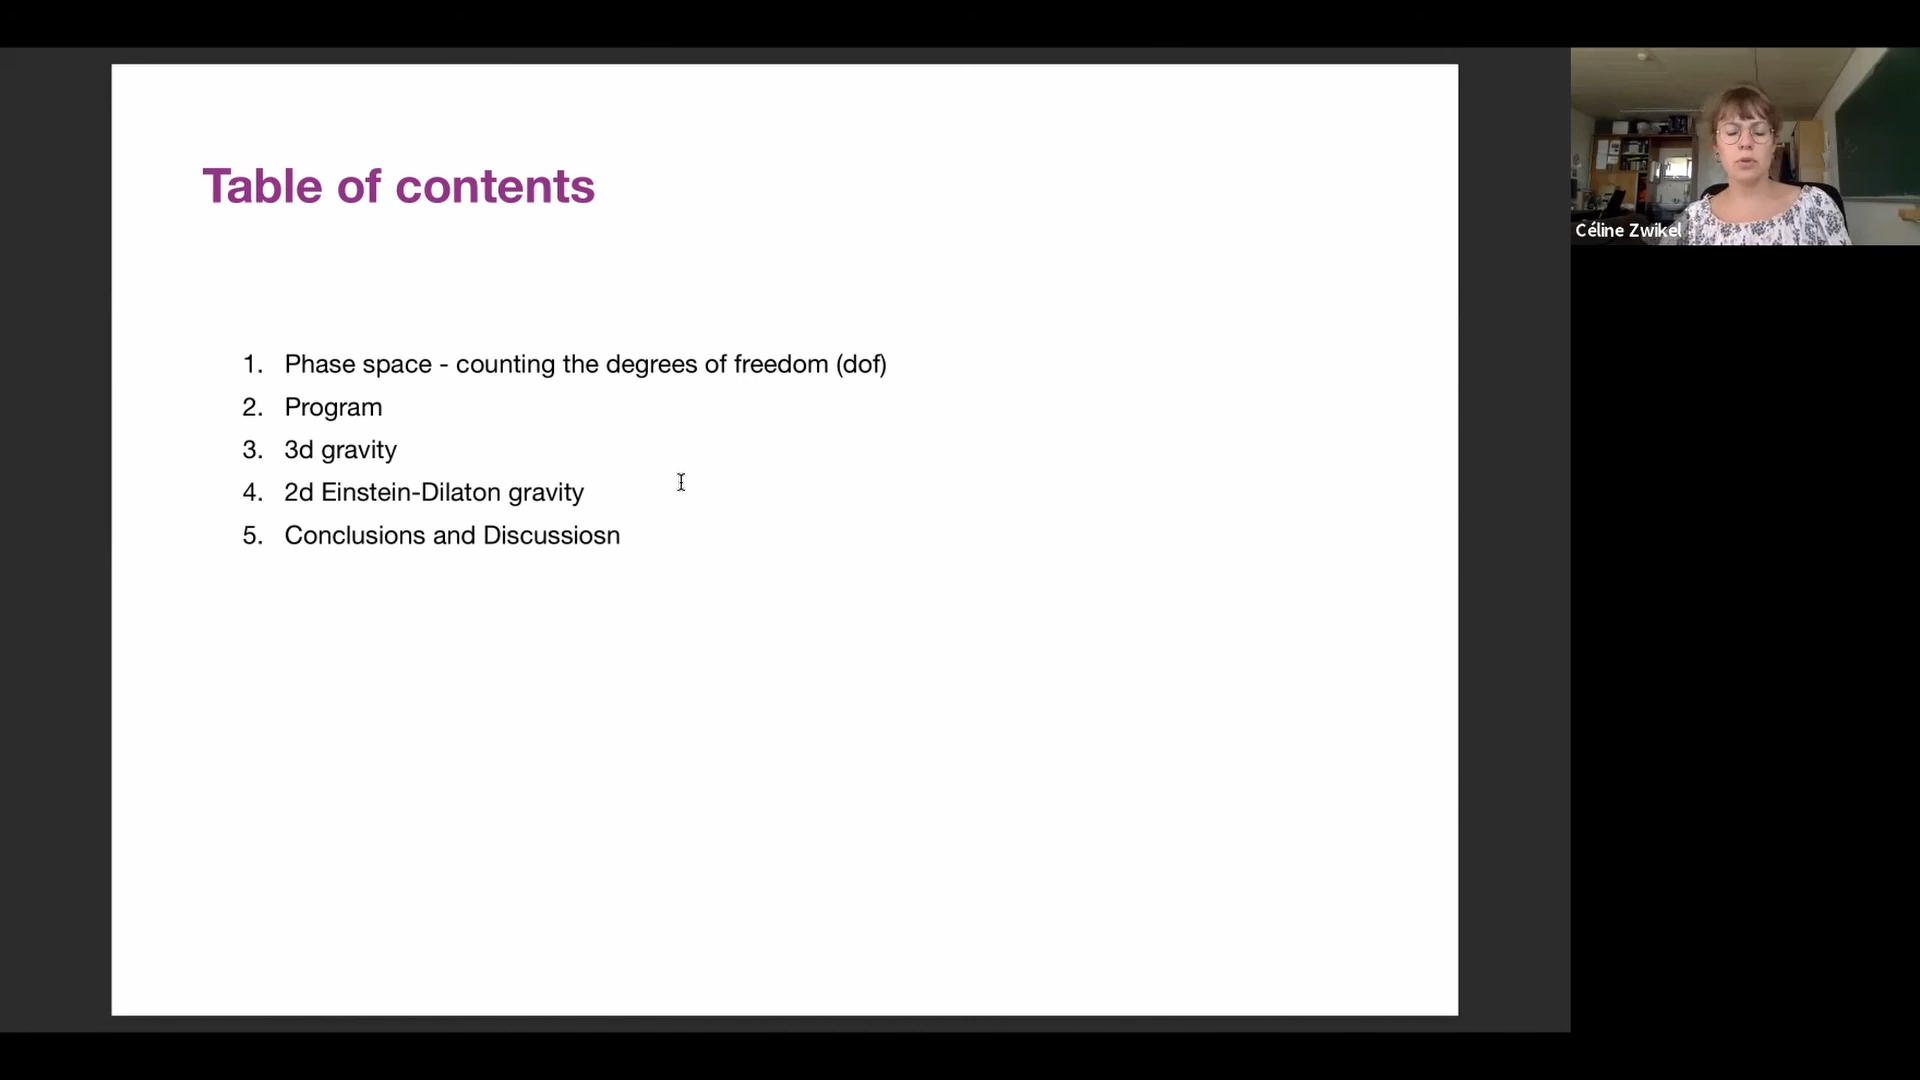 Table of contents
1. Phase space - counting the degrees of freedom (dof)
2. Program
3. 3d gravity
4. 2d Einstein-Dilaton gravity
5. Conclusions and Discussiosn
Céline Zwikel